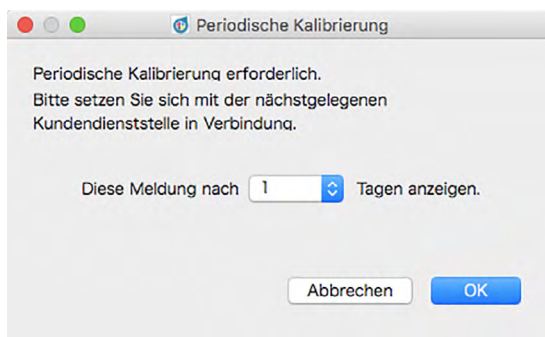 Periodische Kalibrierung
Periodische Kalibrierung erforderlich.
Bitte setzen Sie sich mit der nächstgelegenen
Kundendienststelle in Verbindung.
Diese Meldung nach 1 Tagen anzeigen.
Abbrechen OK